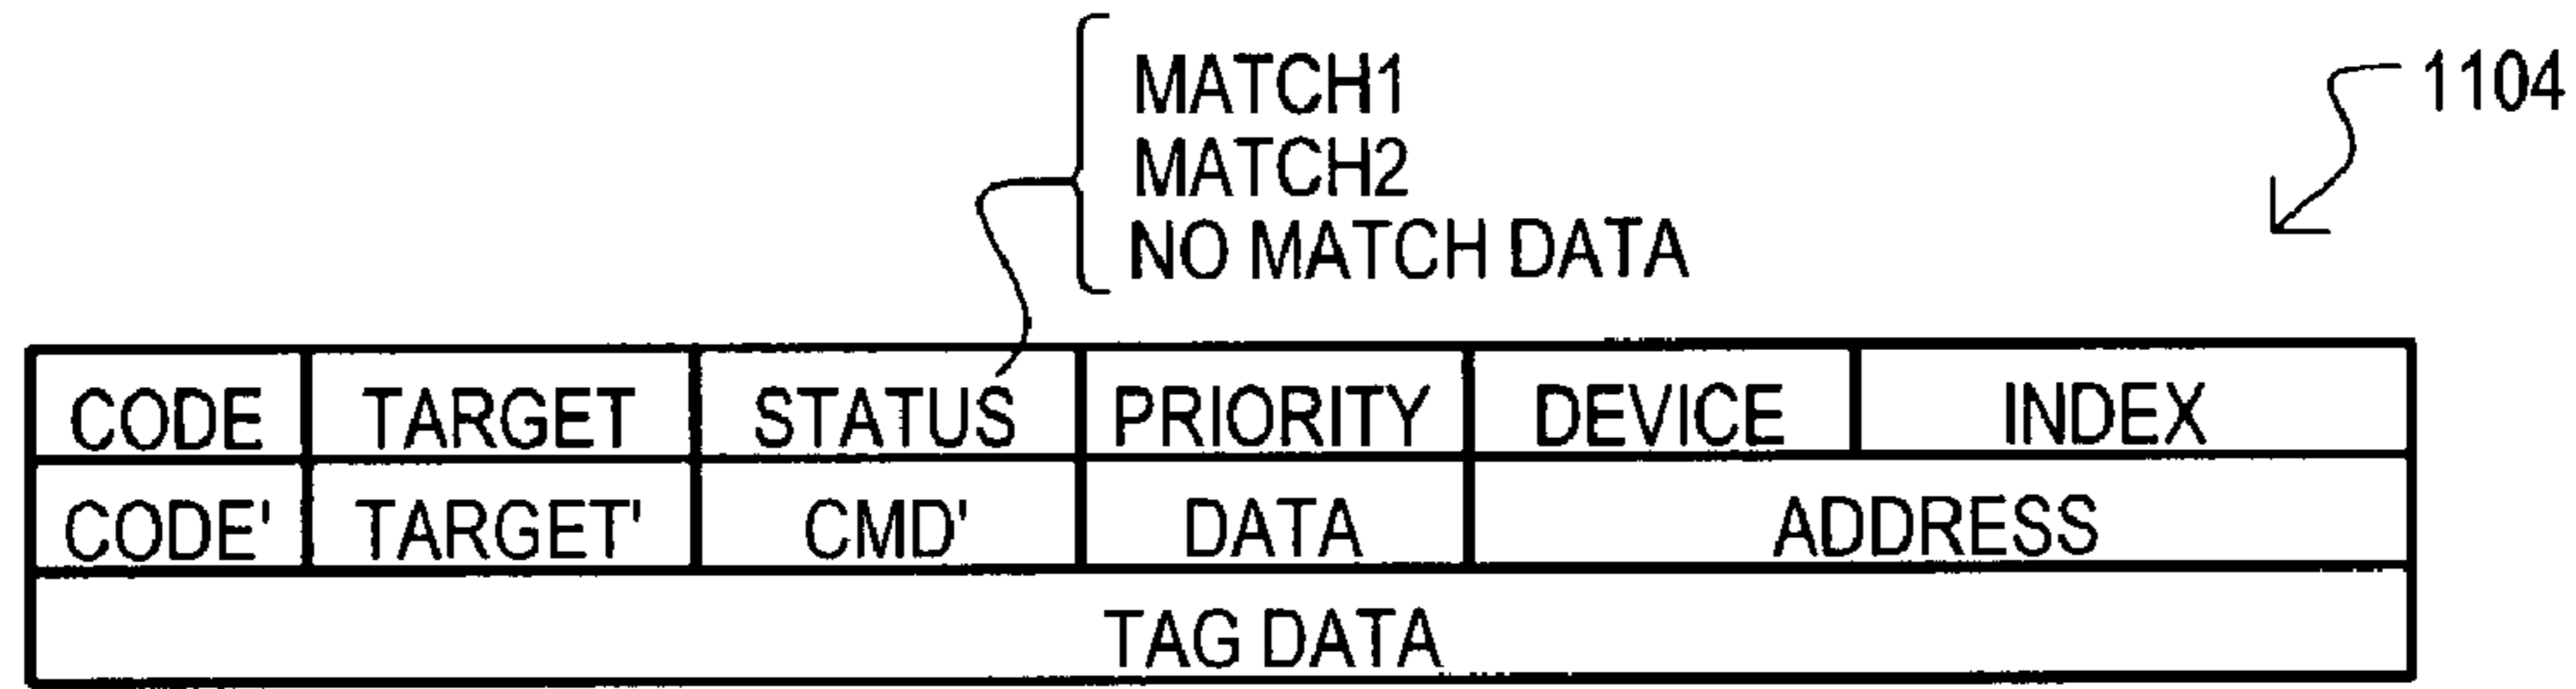 MATCH1
MATCH2
NO MATCH DATA
1104
CODE TARGET STATUS PRIORITY DEVICE INDEX
CODE' TARGET' CMD' DATA ADDRESS
TAG DATA